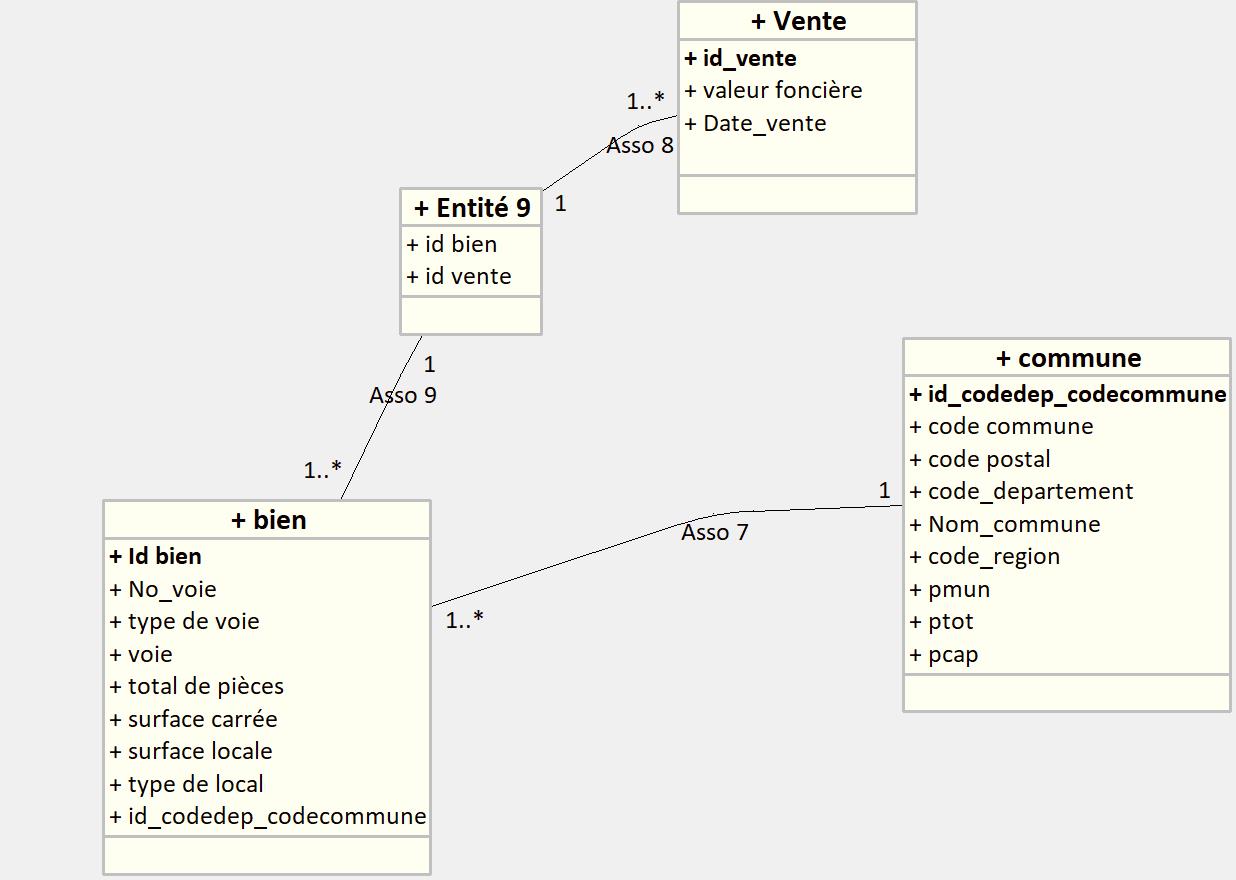 + Vente
+ id_vente
+ valeur foncière
+ Date_vente
1..*
Asso 8
1
+ Entité 9
+ id bien
+ id vente
1
Asso 9
1..*
+ commune
+ id_codedep_codecommune
+ code commune
+ code postal
+ code_departement
+ Nom_commune
+ code_region
+ pmun
+ ptot
+ pcap
1
Asso 7
1..*
+ bien
+ Id bien
+ No_voie
+ type de voie
+ voie
+ total de pièces
+ surface carrée
+ surface locale
+ type de local
+ id_codedep_codecommune